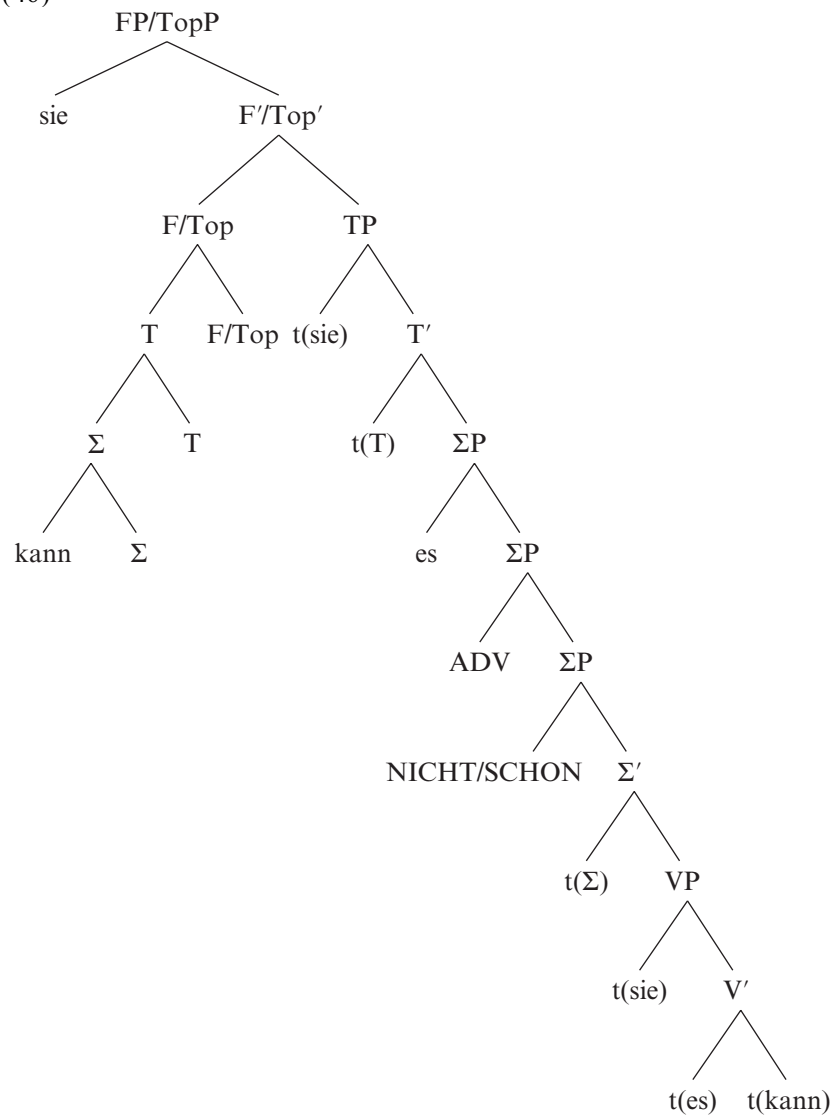 FP/TopP
sie F′/Top′
F/Top TP
T F/Top t(sie) T′
Σ T t(T) ΣP
kann Σ es ΣP
ADV ΣP
NICHT/SCHON Σ′
t(Σ) VP
t(sie) V′
t(es) t(kann)